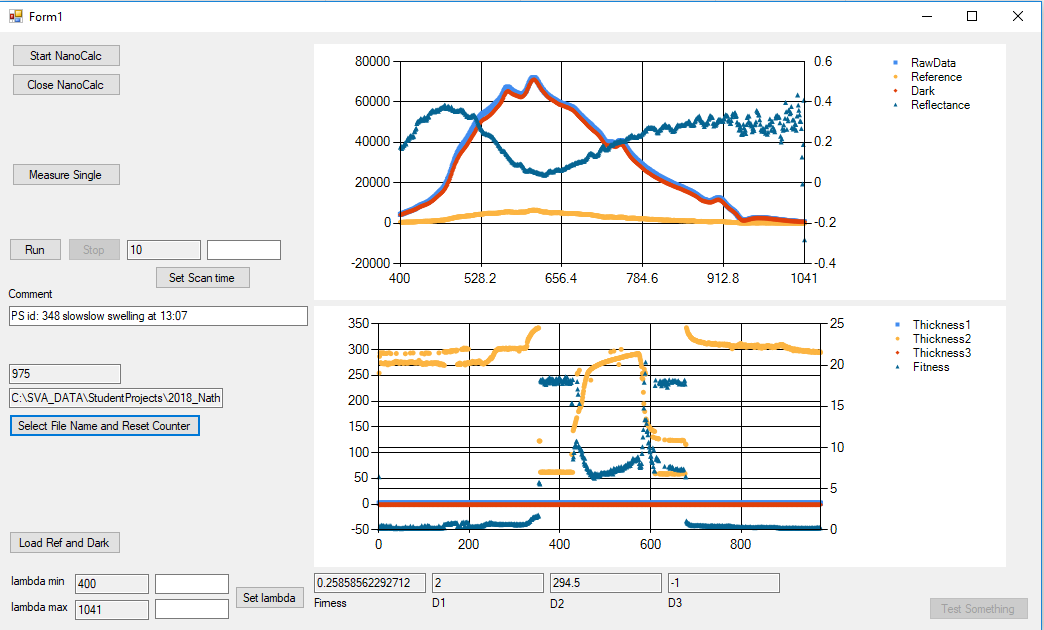 Form1
Start NanoCalc
Close NanoCalc
Measure Single
Run
Stop
10
Set Scan time
Comment
PS id: 348 slowslow swelling at 13:07
975
C:\SVA_DATA\StudentProjects\2018_Nath
Select File Name and Reset Counter
Load Ref and Dark
lambda min
400
lambda max
1041
Set lambda
80000
60000
40000
20000
0
-20000
0.6
0.4
0.2
0
-0.2
-0.4
400
528.2
656.4
784.6
912.8
1041
RawData
Reference
Dark
Reflectance
350
300
250
200
150
100
50
0
-50
25
20
15
10
5
0
0
200
400
600
800
Thickness1
Thickness2
Thickness3
Fitness
0.25858562292712
2
294.5
-1
Firness
D1
D2
D3
Test Something